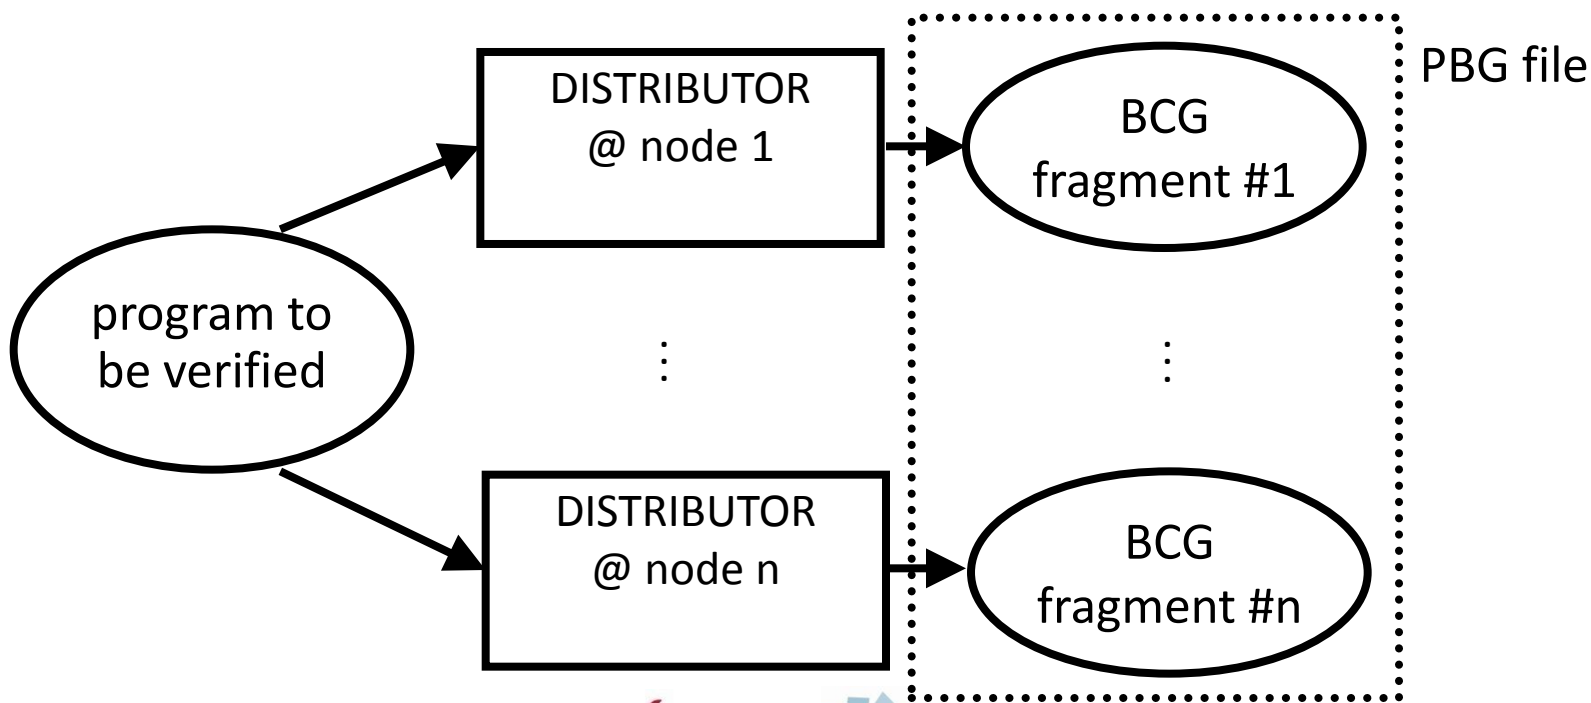 PBG file
DISTRIBUTOR
@ node 1
BCG
fragment #1
program to
be verified
⋮
⋮
DISTRIBUTOR
@ node n
BCG
fragment #n